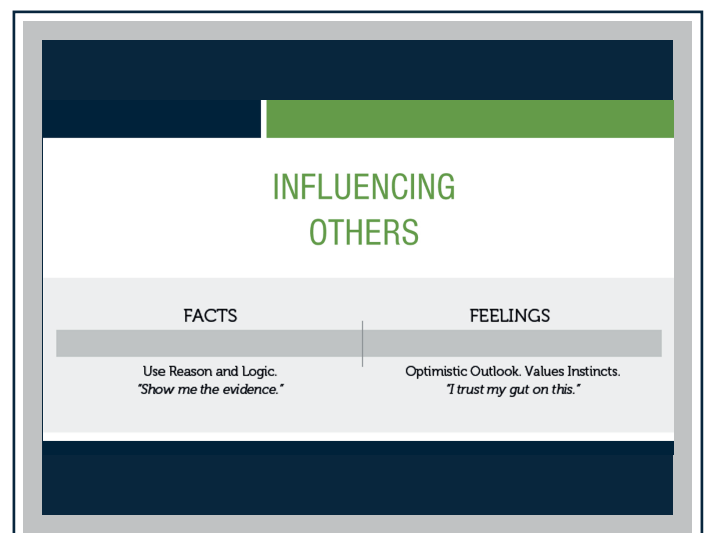 INFLUENCING
OTHERS
FACTS
FEELINGS
Use Reason and Logic.
"Show me the evidence."
Optimistic Outlook. Values Instincts.
"I trust my gut on this."